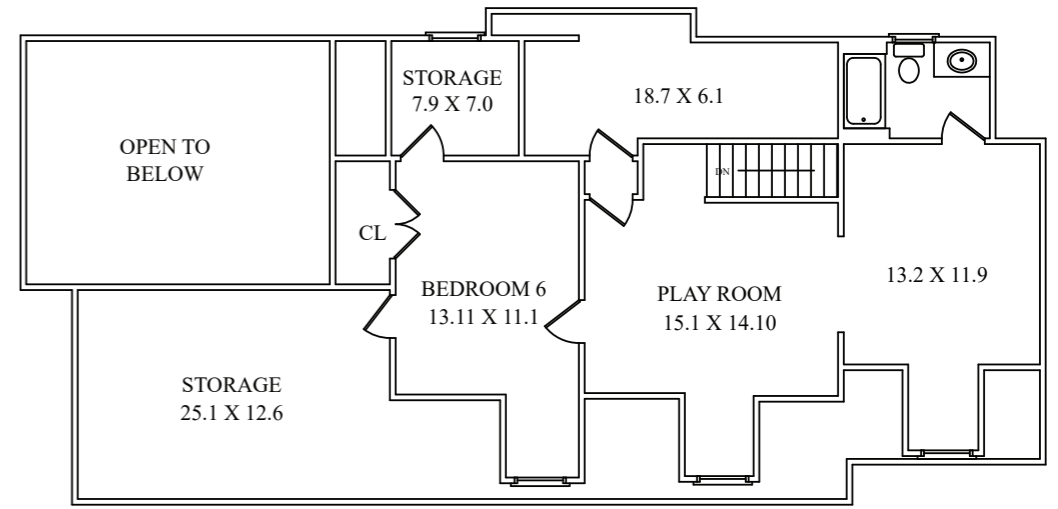 STORAGE
7.9 X 7.0
18.7 X 6.1
OPEN TO
BELOW
DN
CL
BEDROOM 6
13.11 X 11.1
PLAY ROOM
15.1 X 14.10
13.2 X 11.9
STORAGE
25.1 X 12.6